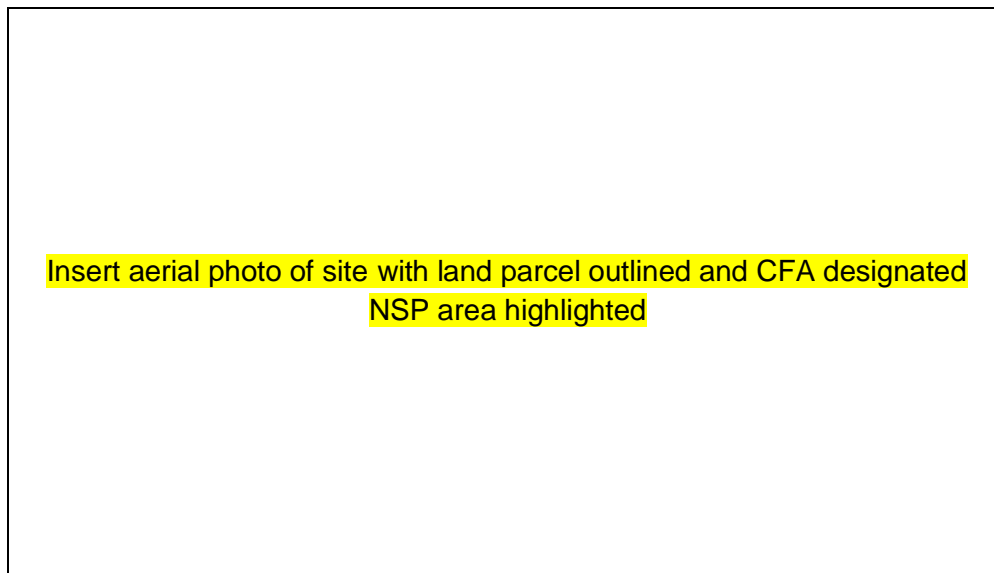 Insert aerial photo of site with land parcel outlined and CFA designated
NSP area highlighted